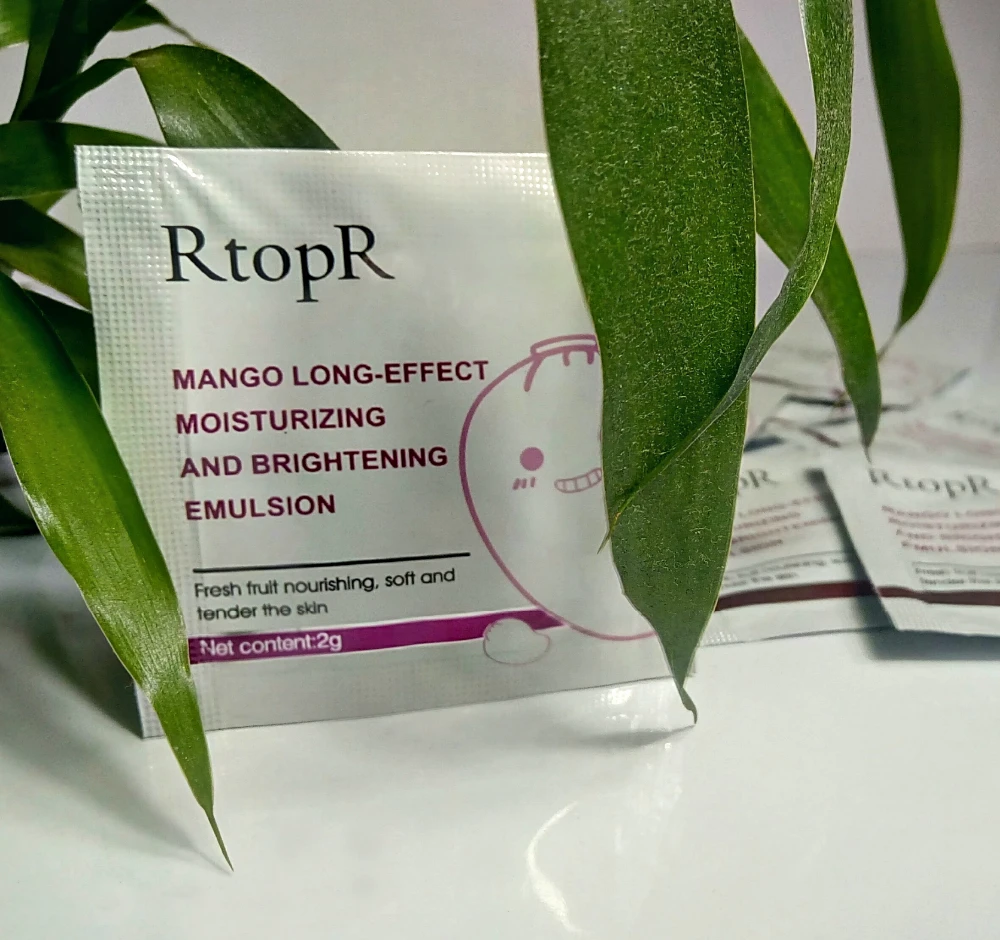 RtopR
MANGO LONG-EFFECT
MOISTURIZING
AND BRIGHTENING
EMULSION
Fresh fruit nourishing, soft and
tender the skin
Net content:2g
RtopR